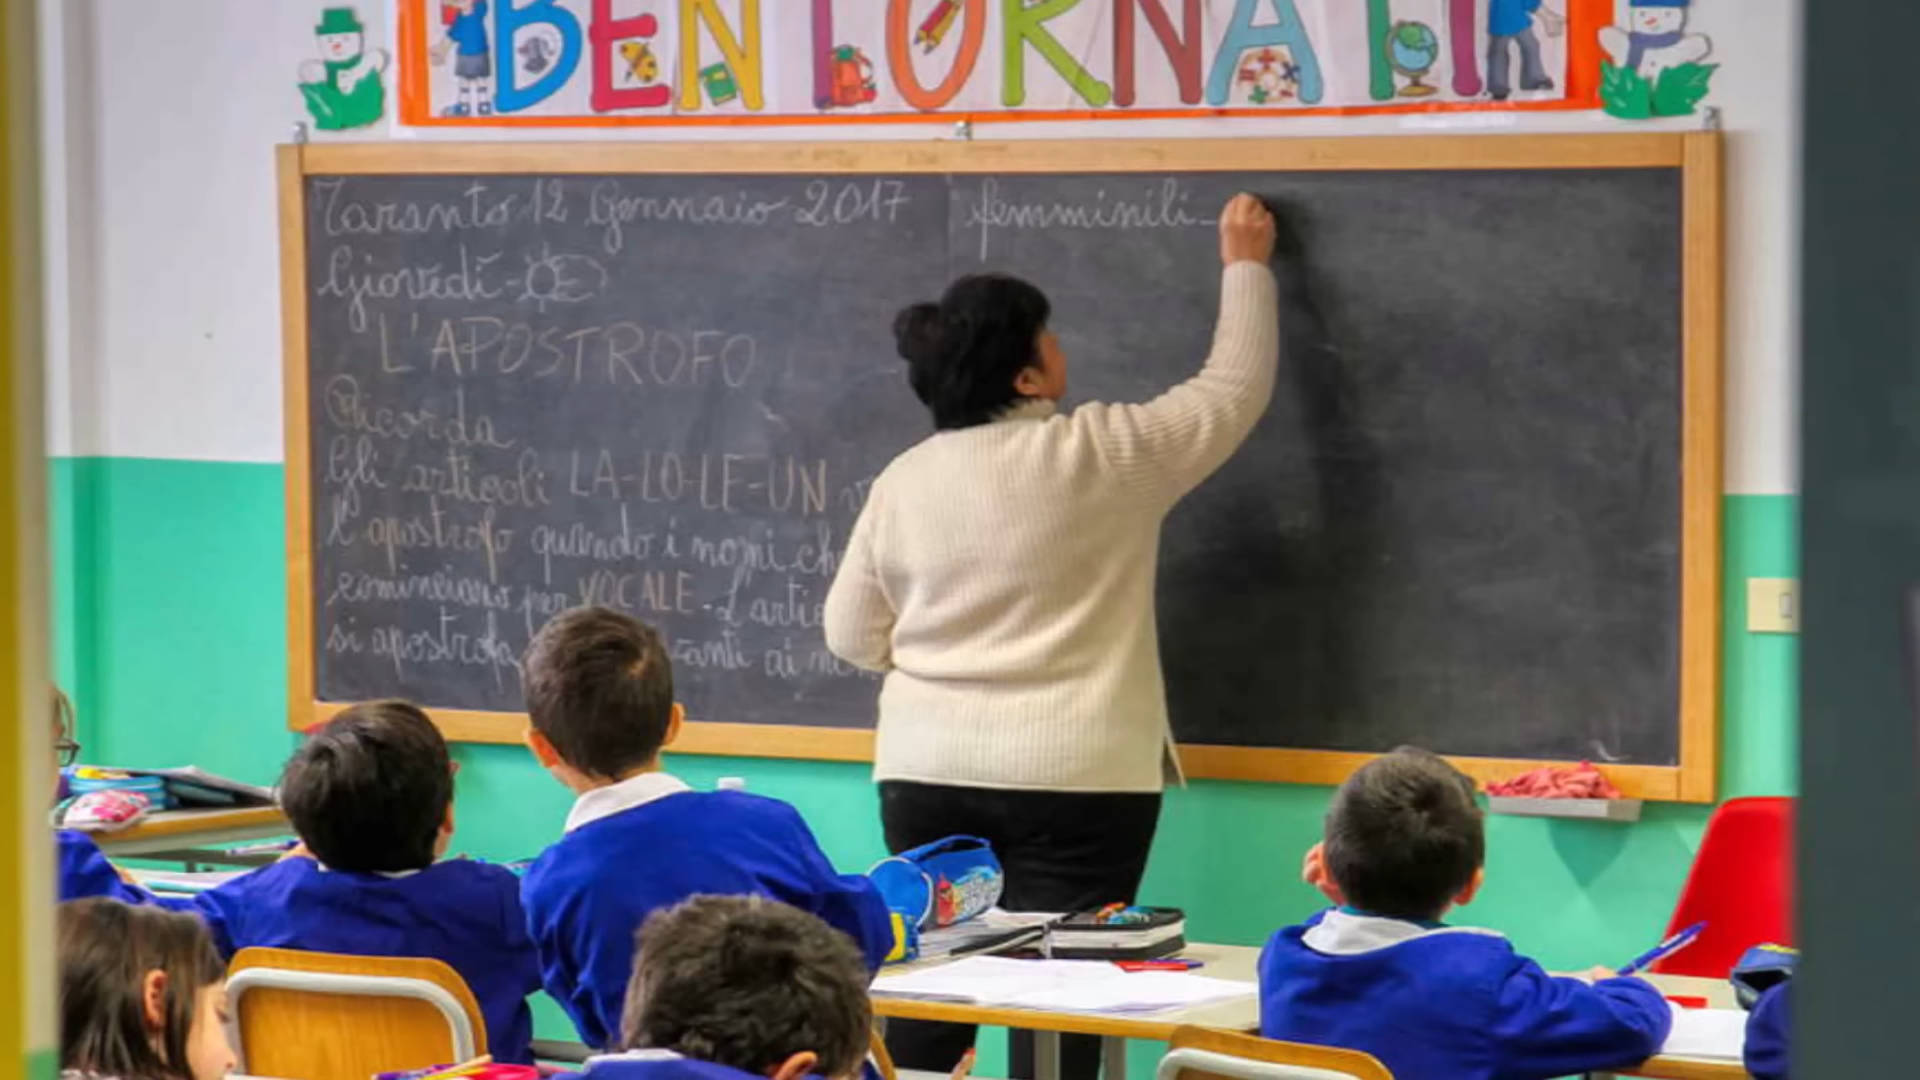 BENTORNATI
Taranto 12 Gennaio 2017
Giovedì -
L'APOSTROFO
Ricorda
Gli articoli LA-LO-LE-UN
l'apostrofo quando i nomi
cominciano per VOCALE. L'
si apostrofa ai
femminili.